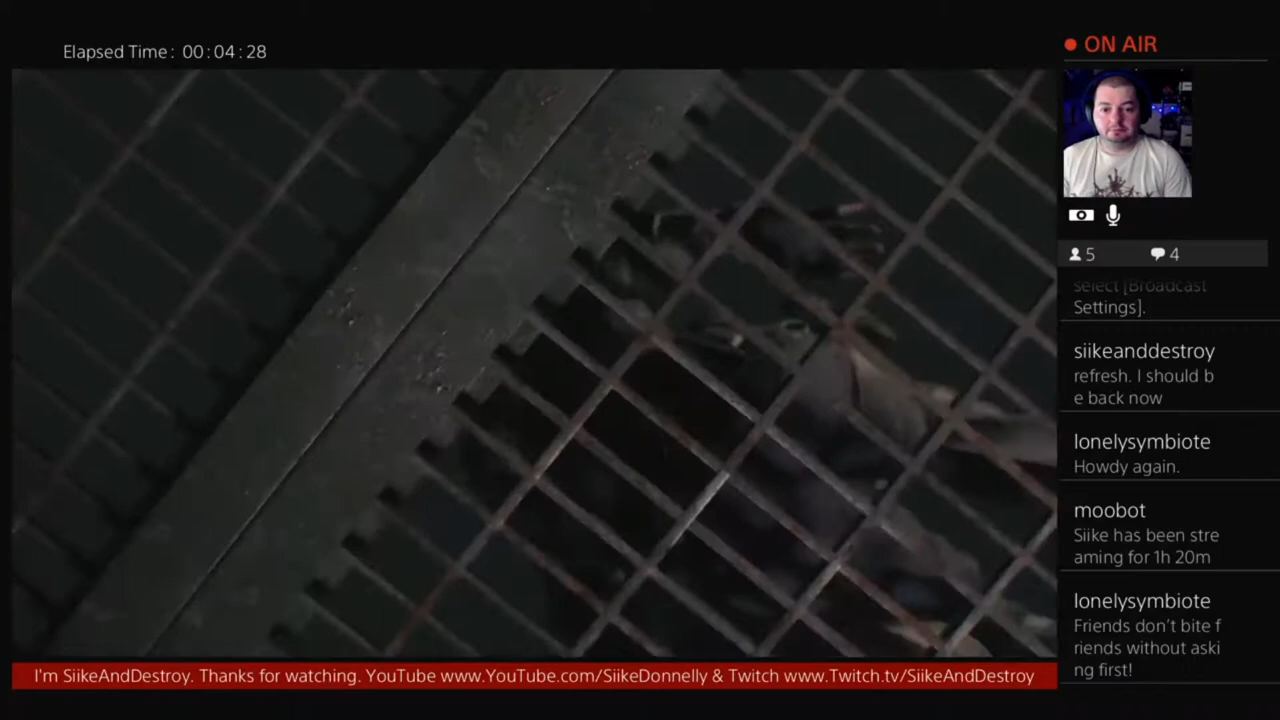 Elapsed Time: 00:04:28
ON AIR
5 4
select [Broadcast
Settings].
siikeanddestroy
refresh. I should b
e back now
lonelysymbiote
Howdy again.
moobot
Siike has been stre
aming for 1h 20m
lonelysymbiote
Friends don't bite f
riends without aski
ng first!
I'm SiikeAndDestroy. Thanks for watching. YouTube www.YouTube.com/SiikeDonnelly & Twitch www.Twitch.tv/SiikeAndDestroy